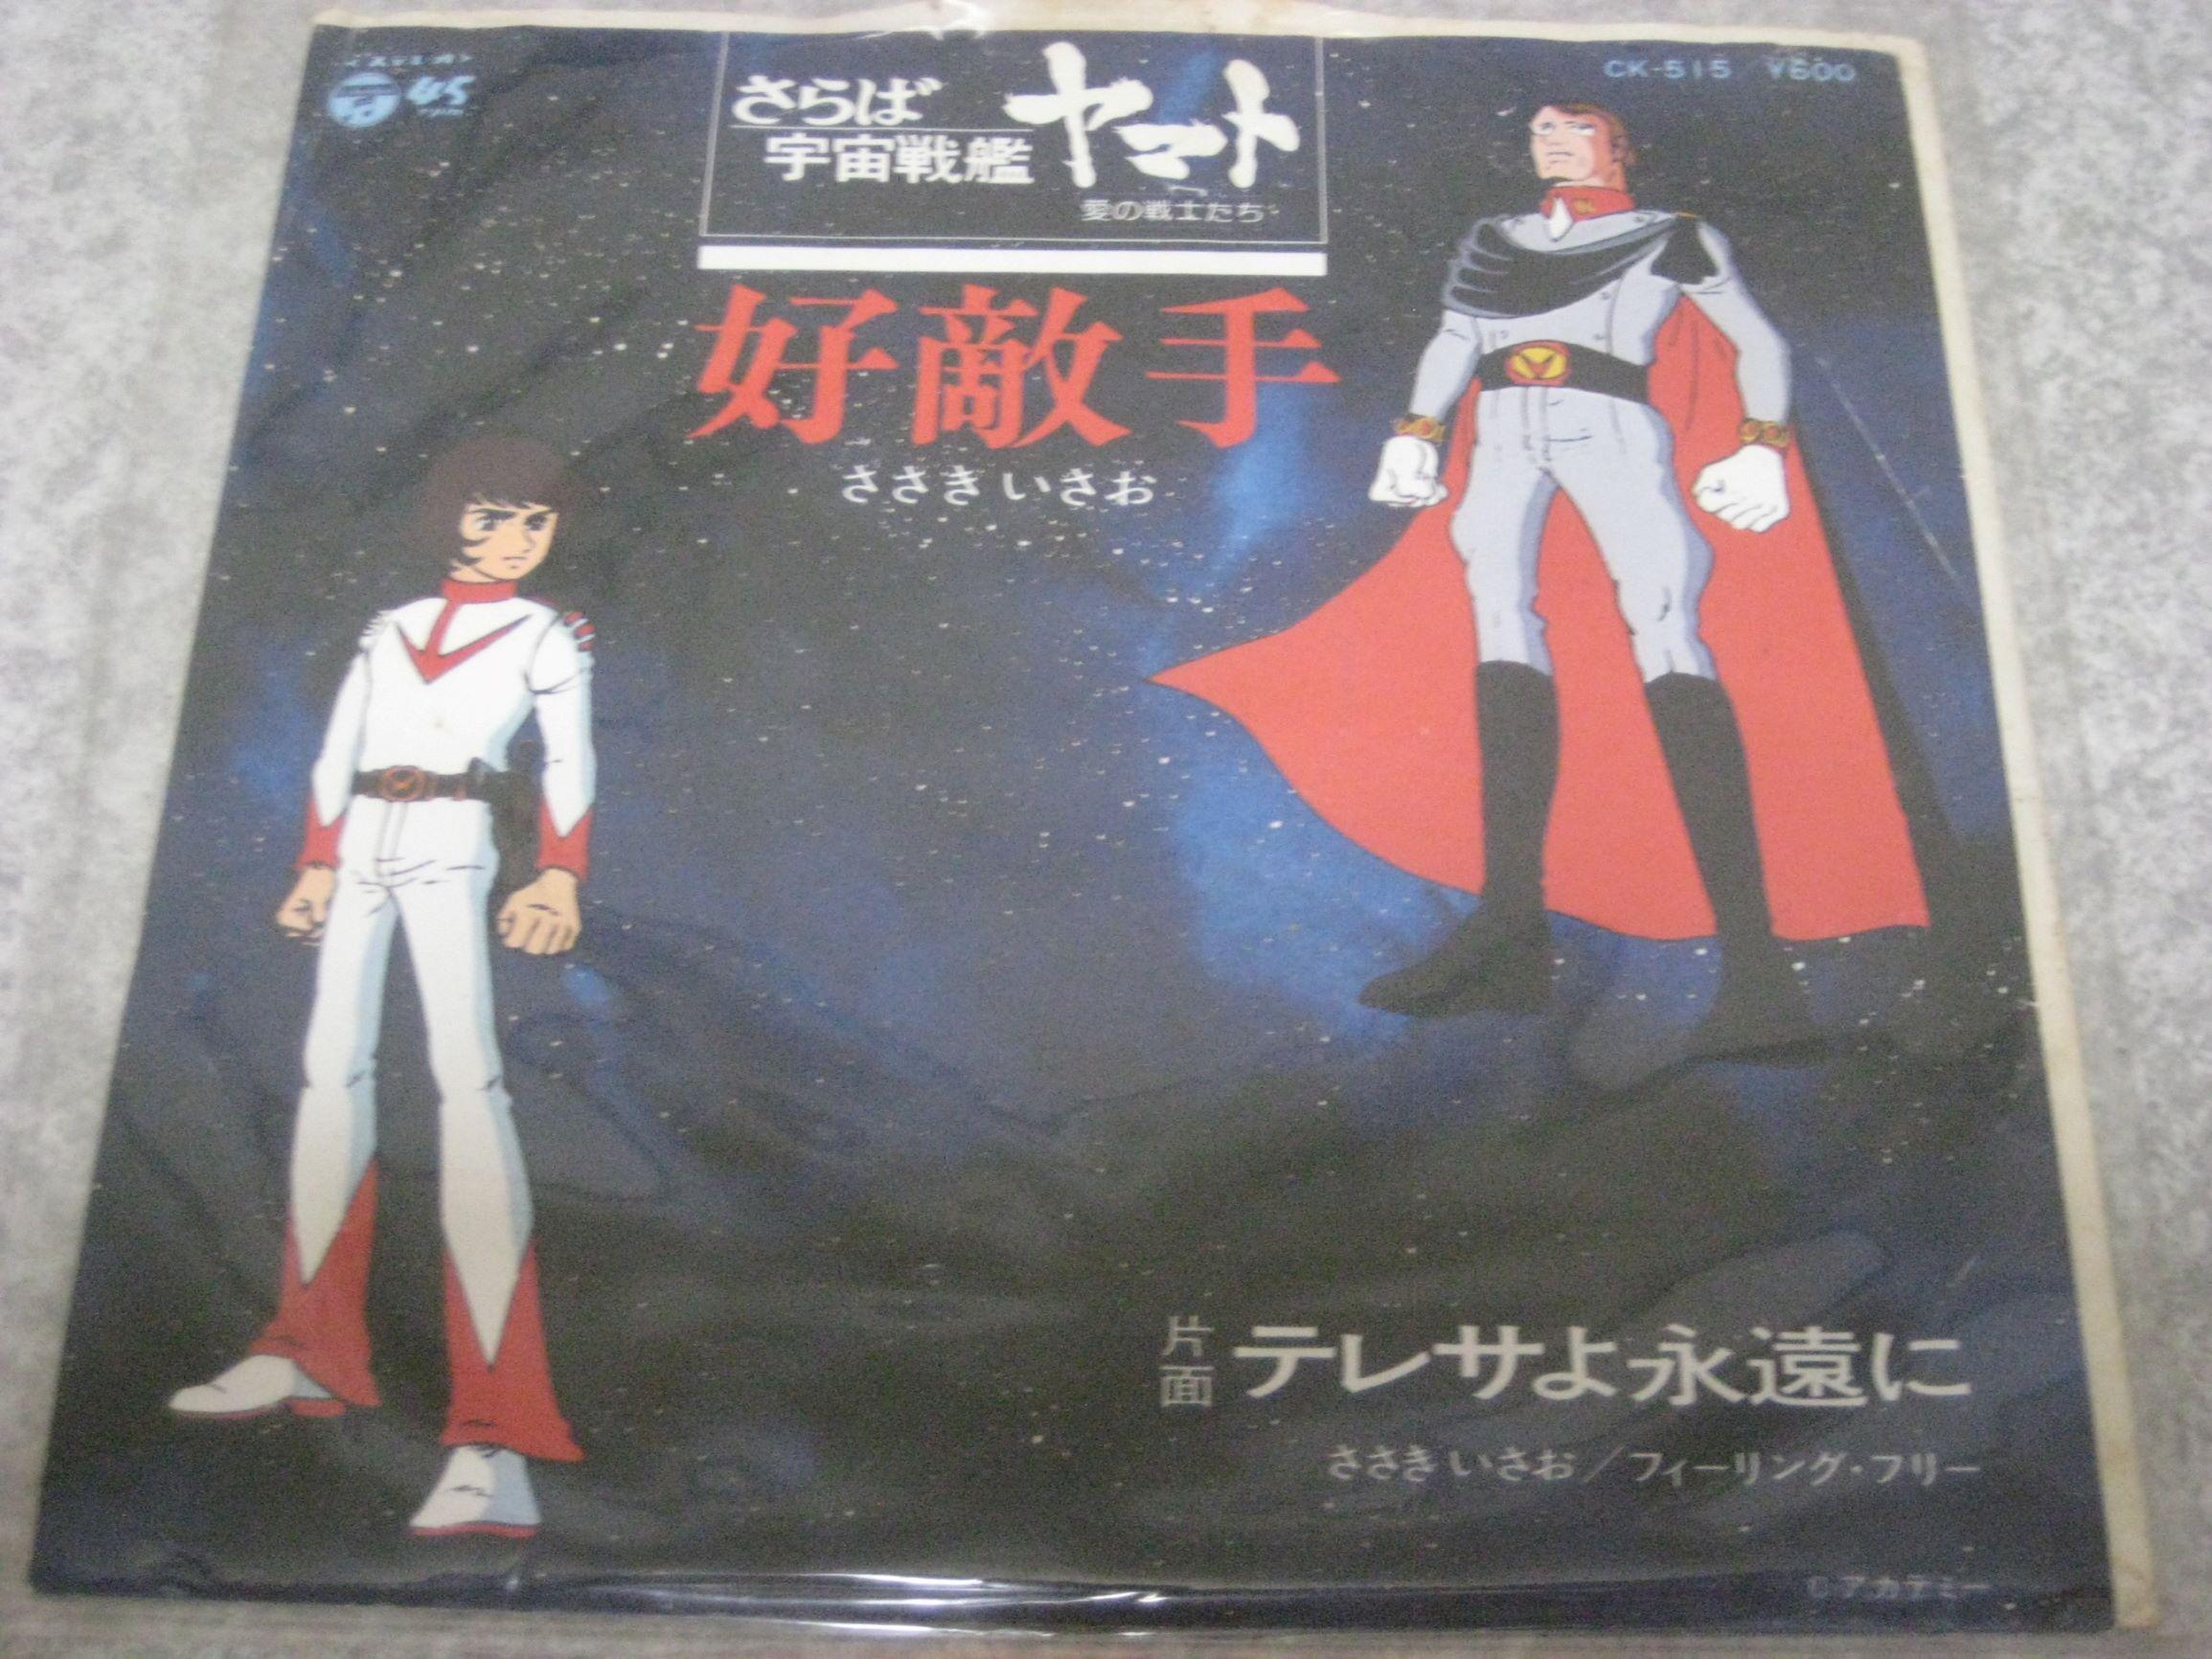 45
CK-515 ¥600
さらば
宇宙戦艦
ヤマト
愛の戦士たち
好敵手
ささき いさお
片面
テレサよ永遠に
ささき いさお/フィーリング・フリー
©アカデミー